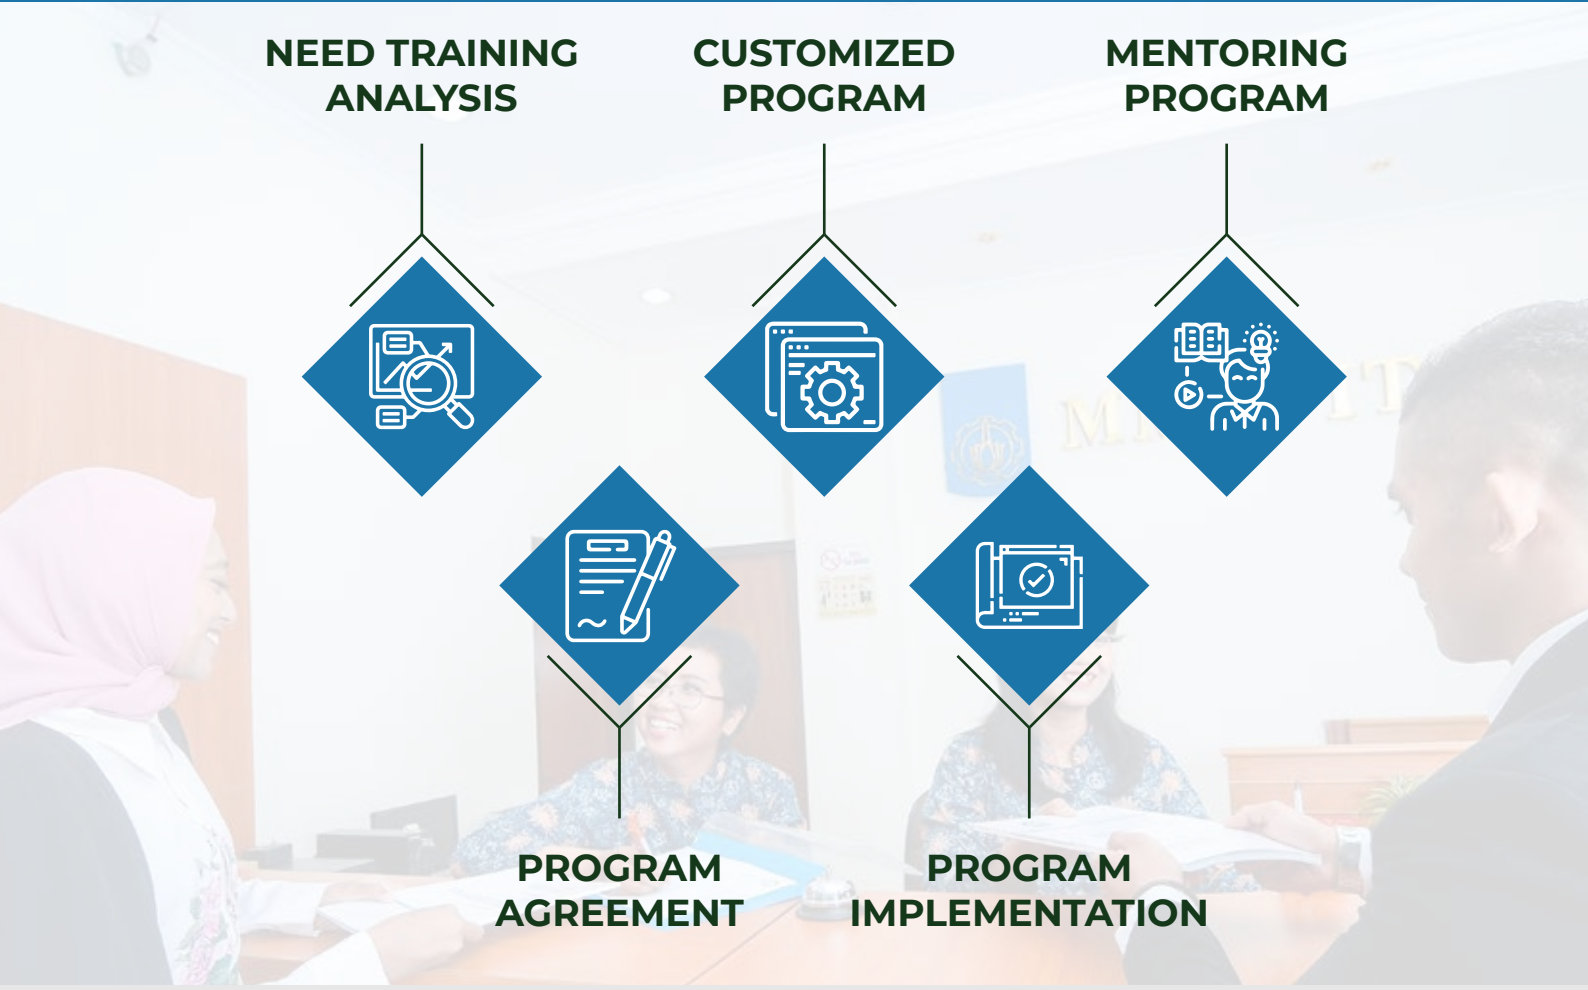 NEED TRAINING
ANALYSIS
CUSTOMIZED
PROGRAM
MENTORING
PROGRAM
PROGRAM
AGREEMENT
PROGRAM
IMPLEMENTATION